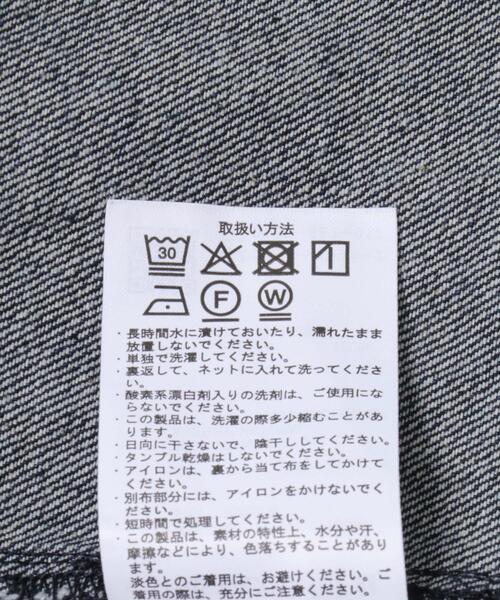 取扱い方法
30
F W
・長時間水に漬けておいたり、濡れたまま
放置しないでください。
・単独で洗濯してください。
・裏返して、ネットに入れて洗ってくださ
い。
・酸素系漂白剤入りの洗剤は、ご使用にな
らないでください。
・この製品は、洗濯の際多少縮むことがあ
ります。
・日向に干さないで、陰干ししてください。
・タンブル乾燥はしないでください。
・アイロンは、裏から当て布をしてかけて
ください。
・別布部分には、アイロンをかけないでく
ださい。
・短時間で処理してください。
・この製品は、素材の特性上、水分や汗、
摩擦などにより、色落ちすることがあり
ます。
淡色とのご着用は、お避けください。ご
着用の際は、充分にご注意ください。